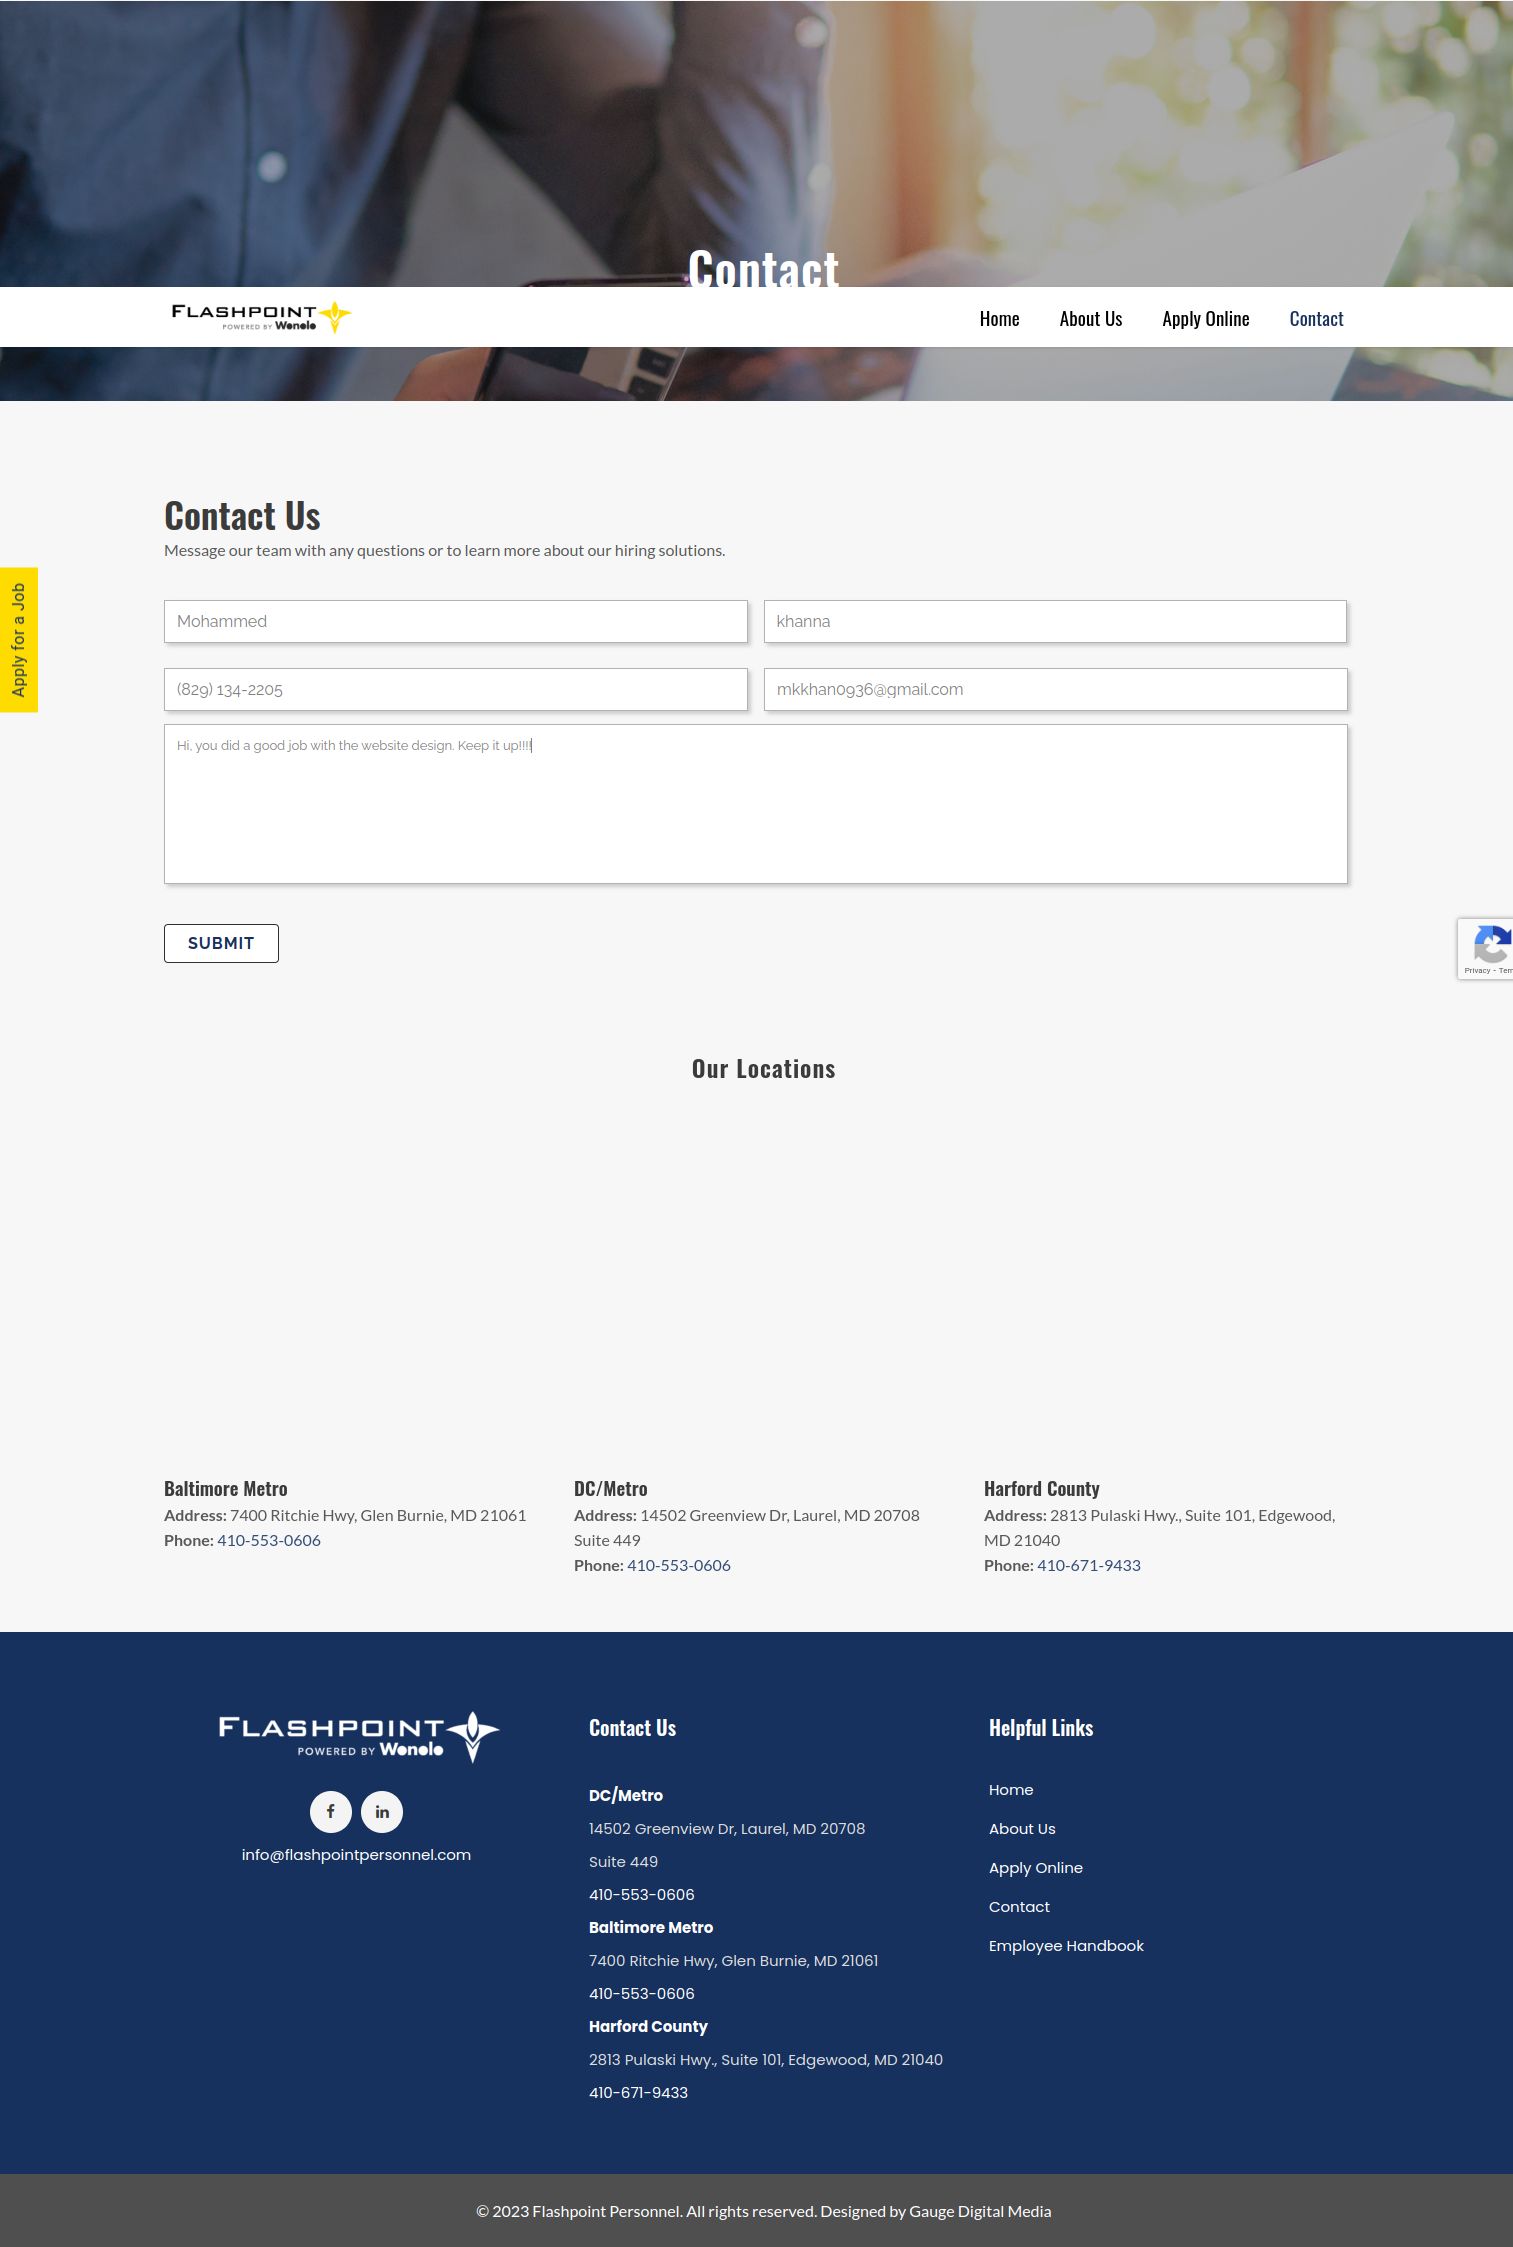 Contact
FLASHPOINT
POWERED BY Wonolo
Home
About Us
Apply Online
Contact
Contact Us
Message our team with any questions or to learn more about our hiring solutions.
Apply for a Job
Mohammed
khanna
(829) 134-2205
mkkhan0936@gmail.com
Hi, you did a good job with the website design. Keep it up!!!!
SUBMIT
Privacy - Ter
Our Locations
Baltimore Metro
Address: 7400 Ritchie Hwy, Glen Burnie, MD 21061
Phone: 410-553-0606
DC/Metro
Address: 14502 Greenview Dr, Laurel, MD 20708
Suite 449
Phone: 410-553-0606
Harford County
Address: 2813 Pulaski Hwy., Suite 101, Edgewood,
MD 21040
Phone: 410-671-9433
FLASHPOINT
POWERED BY Wonolo
f
in
info@flashpointpersonnel.com
Contact Us
DC/Metro
14502 Greenview Dr, Laurel, MD 20708
Suite 449
410-553-0606
Baltimore Metro
7400 Ritchie Hwy, Glen Burnie, MD 21061
410-553-0606
Harford County
2813 Pulaski Hwy., Suite 101, Edgewood, MD 21040
410-671-9433
Helpful Links
Home
About Us
Apply Online
Contact
Employee Handbook
© 2023 Flashpoint Personnel. All rights reserved. Designed by Gauge Digital Media